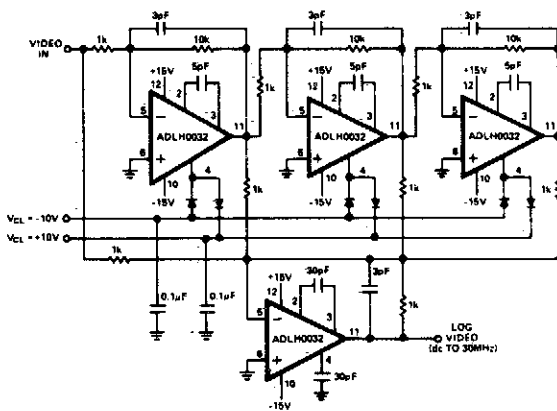 3pF 3pF 3pF
VIDEO IN 1k 10k 10k 10k
+15V 5pF +15V 5pF +15V 5pF
12 2 3 12 2 3 12 2 3
1k 1k
5 11 5 11 5 11
ADLH0032 ADLH0032 ADLH0032
6 4 6 4 6 4
10 10 10
-15V -15V -15V
1k 1k 1k
VCL = -10V
VCL = +10V
1k
+15V 30pF 3pF
0.1μF 0.1μF 12 2 3 1k
5 11
ADLH0032
6 4
10 30pF
-15V
LOG
VIDEO
(dc TO 30MHz)